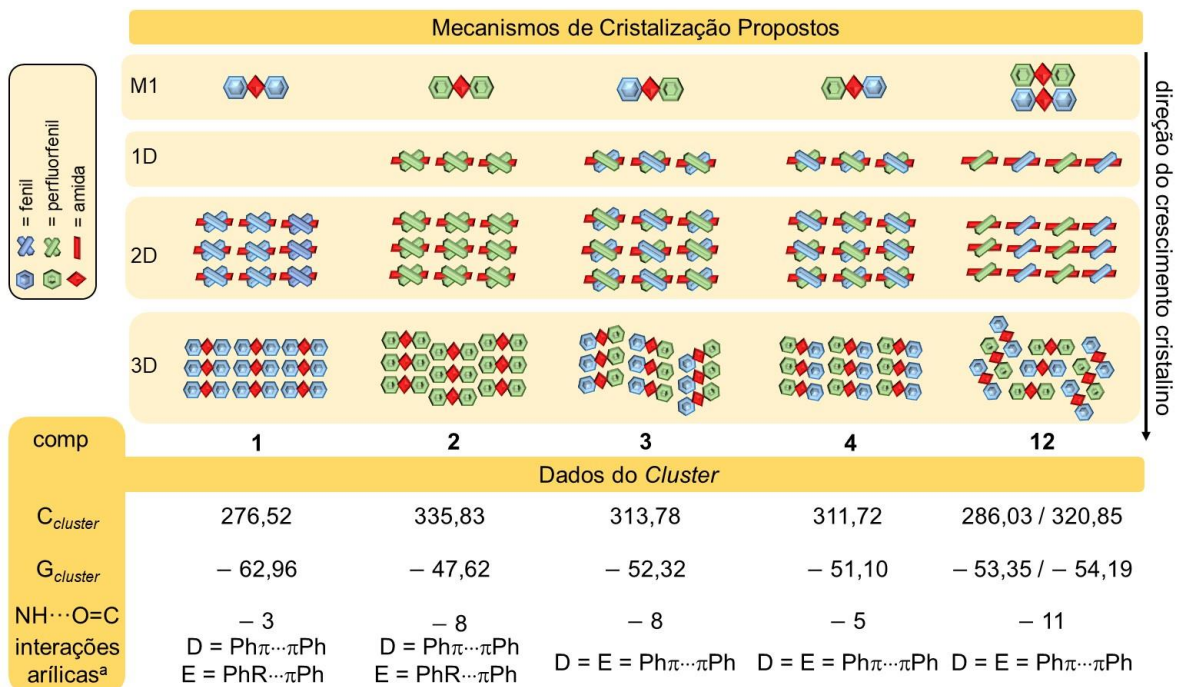 Mecanismos de Cristalização Propostos
M1
1D
2D
3D
= fenil
= perfluorfenil
= amida
direção do crescimento cristalino
comp 1 2 3 4 12
Dados do Cluster
Ccluster 276,52 335,83 313,78 311,72 286,03 / 320,85
Gcluster – 62,96 – 47,62 – 52,32 – 51,10 – 53,35 / – 54,19
NH⋯O=C – 3 – 8 – 8 – 5 – 11
interações D = Phπ⋯πPh D = Phπ⋯πPh
D = E = Phπ⋯πPh D = E = Phπ⋯πPh D = E = Phπ⋯πPh
arílicasª E = PhR⋯πPh E = PhR⋯πPh